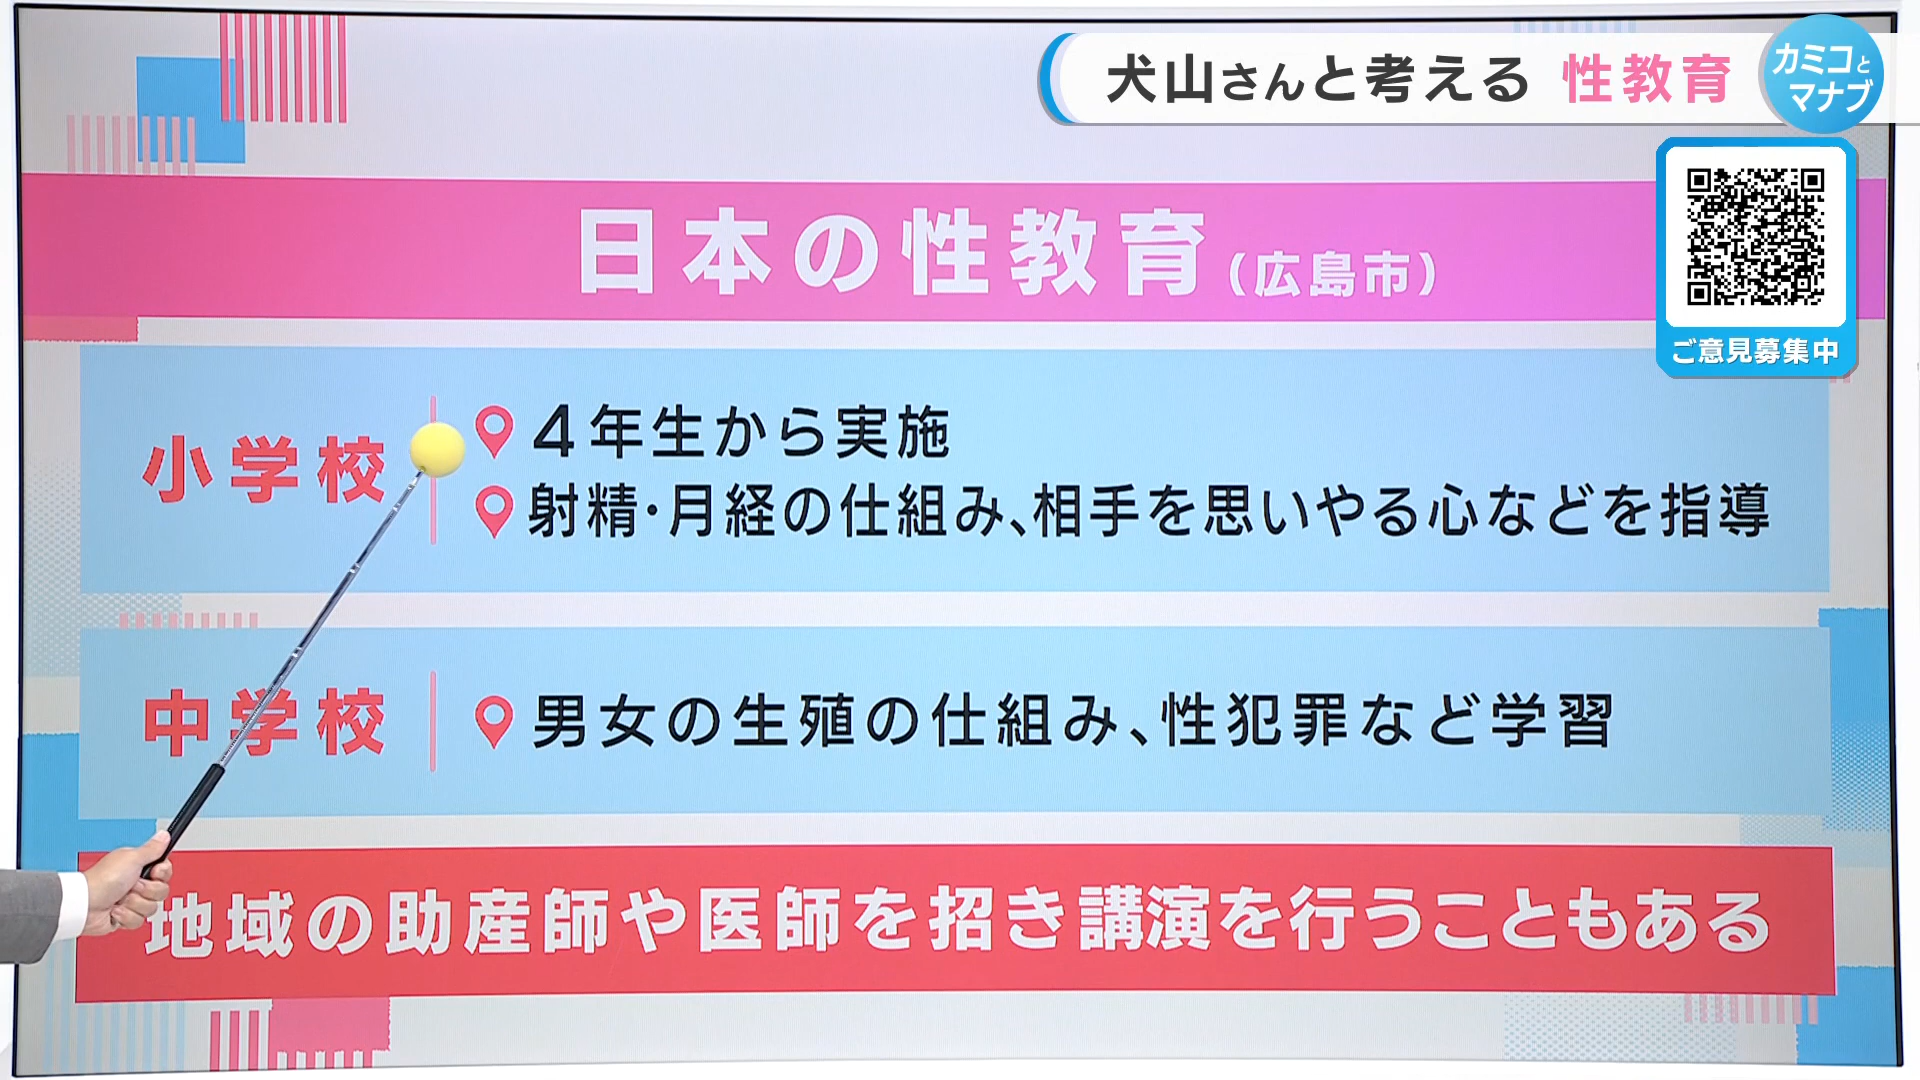 犬山さんと考える 性教育
カミコと
マナブ
ご意見募集中
日本の性教育(広島市)
小学校
4年生から実施
射精・月経の仕組み、相手を思いやる心などを指導
中学校
男女の生殖の仕組み、性犯罪など学習
地域の助産師や医師を招き講演を行うこともある